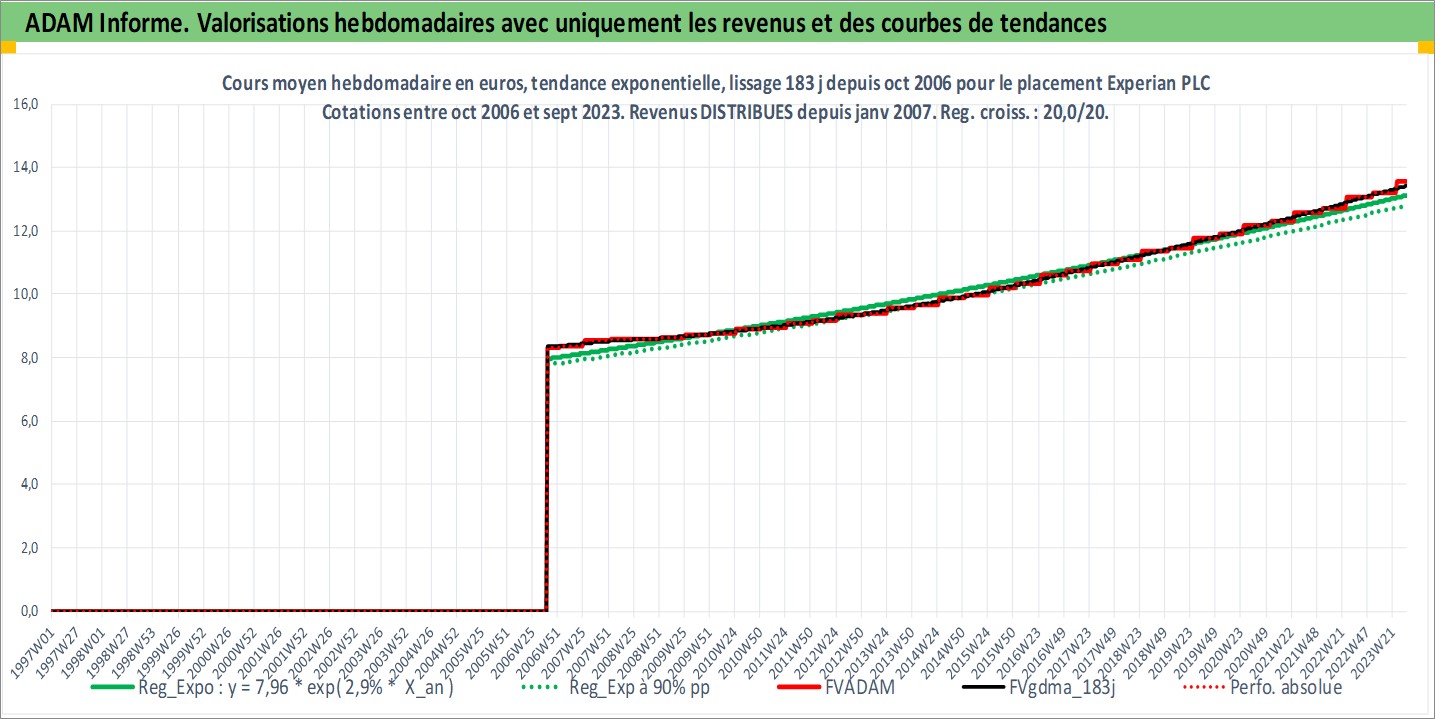 ADAM Informe. Valorisations hebdomadaires avec uniquement les revenus et des courbes de tendances
Cours moyen hebdomadaire en euros, tendance exponentielle, lissage 183 j depuis oct 2006 pour le placement Experian PLC
Cotations entre oct 2006 et sept 2023. Revenus DISTRIBUES depuis janv 2007. Reg. croiss. : 20,0/20.
16,0
14,0
12,0
10,0
8,0
6,0
4,0
2,0
0,0
1997W01
1997W27
1998W01
1998W27
1998W53
1999W26
1999W52
2000W26
2000W52
2001W26
2001W52
2002W26
2002W52
2003W26
2003W52
2004W26
2004W52
2005W25
2005W51
2006W25
2006W51
2007W25
2007W51
2008W25
2008W51
2009W25
2009W51
2010W24
2010W50
2011W24
2011W50
2012W24
2012W50
2013W24
2013W50
2014W24
2014W50
2015W24
2015W50
2016W23
2016W49
2017W23
2017W49
2018W23
2018W49
2019W23
2019W49
2020W23
2020W49
2021W22
2021W48
2022W21
2022W47
2023W21
Reg_Expo : y = 7,96 * exp( 2,9% * X_an )
Reg_Exp à 90% pp
FVADAM
FVgdma_183j
Perfo. absolue